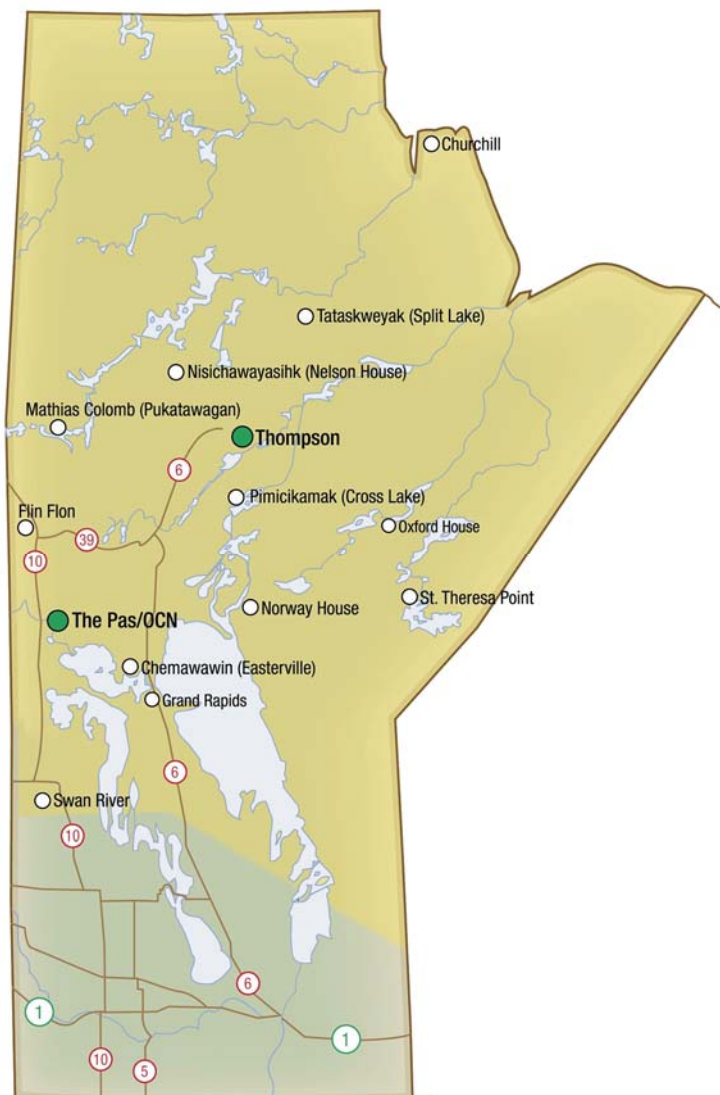 Churchill
Tataskweyak (Split Lake)
Nisichawayasihk (Nelson House)
Mathias Colomb (Pukatawagan)
Thompson
6
Pimicikamak (Cross Lake)
Flin Flon
Oxford House
39
10
St. Theresa Point
Norway House
The Pas/OCN
Chemawawin (Easterville)
Grand Rapids
6
Swan River
10
6
1
1
10
5